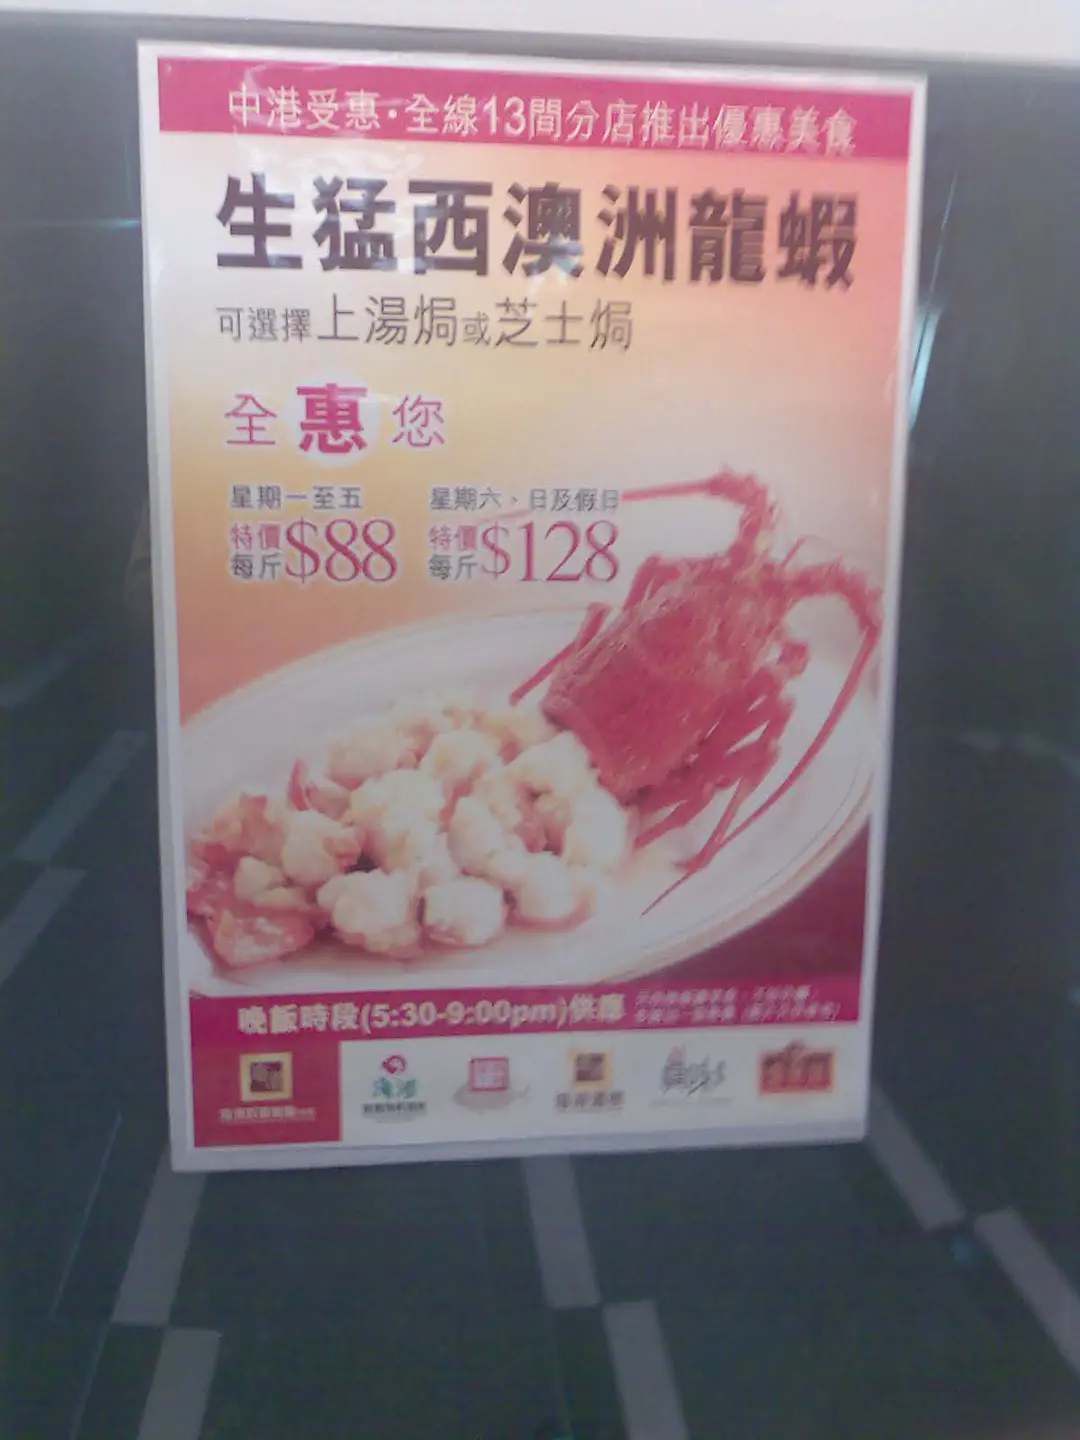 中港受惠·全線13間分店推出優惠美食
生猛西澳洲龍蝦
可選擇上湯焗或芝士焗
全惠您
星期一至五
特價每斤$88
星期六、日及假日
特價每斤$128
晚飯時段(5:30-9:00pm)供應